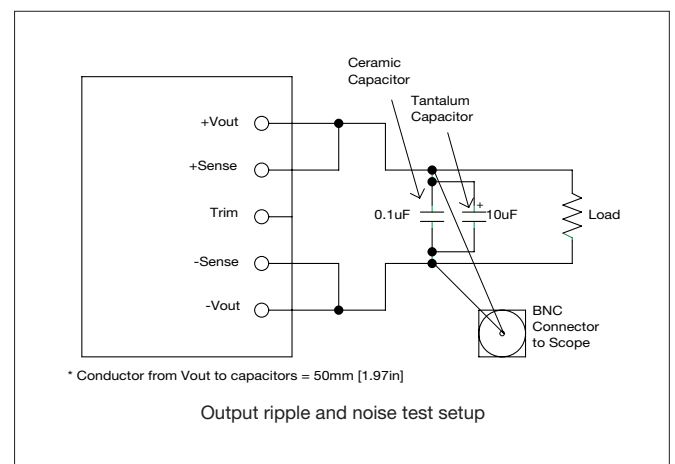 Ceramic
Capacitor
Tantalum
Capacitor
+Vout
+Sense
Trim
-Sense
-Vout
0.1uF
+
10uF
Load
BNC
Connector
to Scope
* Conductor from Vout to capacitors = 50mm [1.97in]
Output ripple and noise test setup